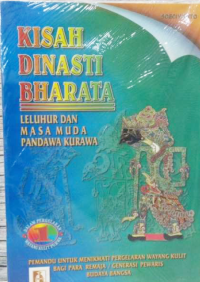 KISAH
DINASTI
BHARATA
LELUHUR DAN
MASA MUDA
PANDAWA KURAWA
PEMANDU UNTUK MENIKMATI PERGELARAN WAYANG KULIT
BAGI PARA REMAJA / GENERASI PEWARIS
BUDAYA BANGSA